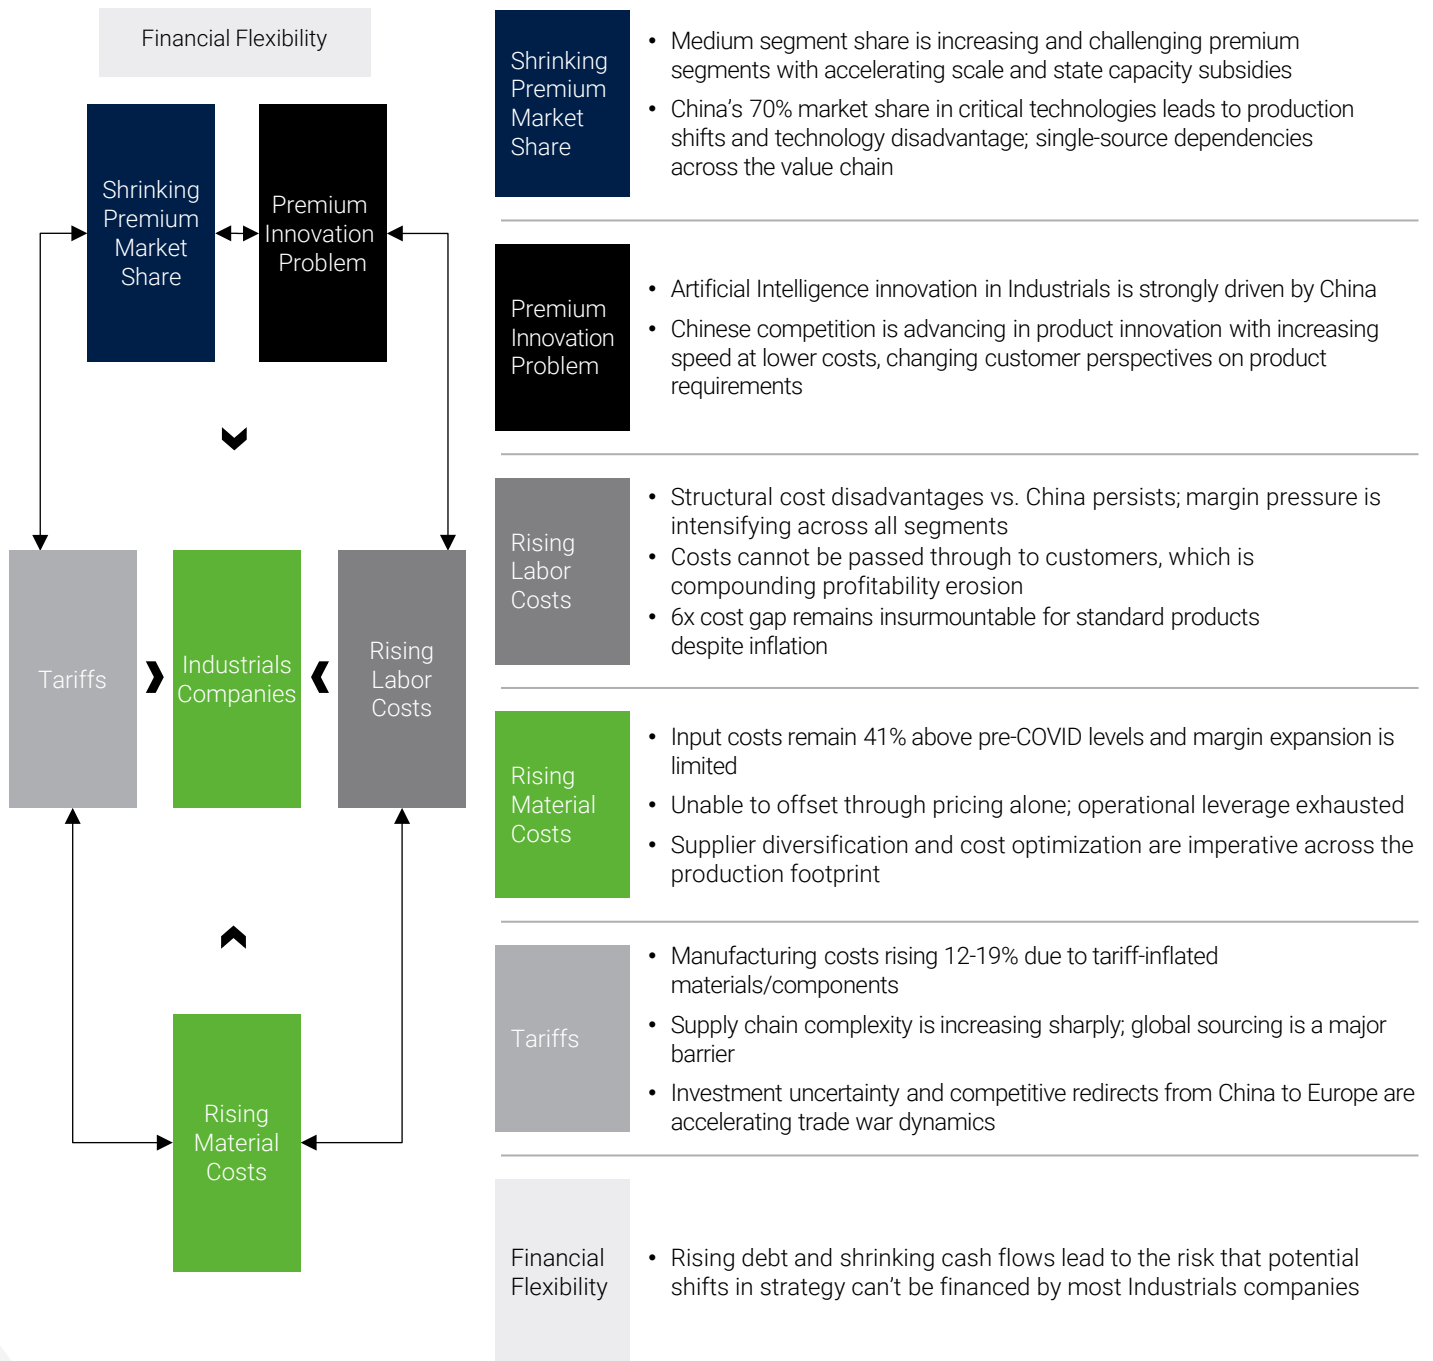 Financial Flexibility
Shrinking
Premium
Market
Share
Premium
Innovation
Problem
Tariffs
Industrials
Companies
Rising
Labor
Costs
Rising
Material
Costs
Shrinking
Premium
Market
Share
• Medium segment share is increasing and challenging premium
segments with accelerating scale and state capacity subsidies
• China’s 70% market share in critical technologies leads to production
shifts and technology disadvantage; single-source dependencies
across the value chain
Premium
Innovation
Problem
• Artificial Intelligence innovation in Industrials is strongly driven by China
• Chinese competition is advancing in product innovation with increasing
speed at lower costs, changing customer perspectives on product
requirements
Rising
Labor
Costs
• Structural cost disadvantages vs. China persists; margin pressure is
intensifying across all segments
• Costs cannot be passed through to customers, which is
compounding profitability erosion
• 6x cost gap remains insurmountable for standard products
despite inflation
Rising
Material
Costs
• Input costs remain 41% above pre-COVID levels and margin expansion is
limited
• Unable to offset through pricing alone; operational leverage exhausted
• Supplier diversification and cost optimization are imperative across the
production footprint
Tariffs
• Manufacturing costs rising 12-19% due to tariff-inflated
materials/components
• Supply chain complexity is increasing sharply; global sourcing is a major
barrier
• Investment uncertainty and competitive redirects from China to Europe are
accelerating trade war dynamics
Financial
Flexibility
• Rising debt and shrinking cash flows lead to the risk that potential
shifts in strategy can’t be financed by most Industrials companies